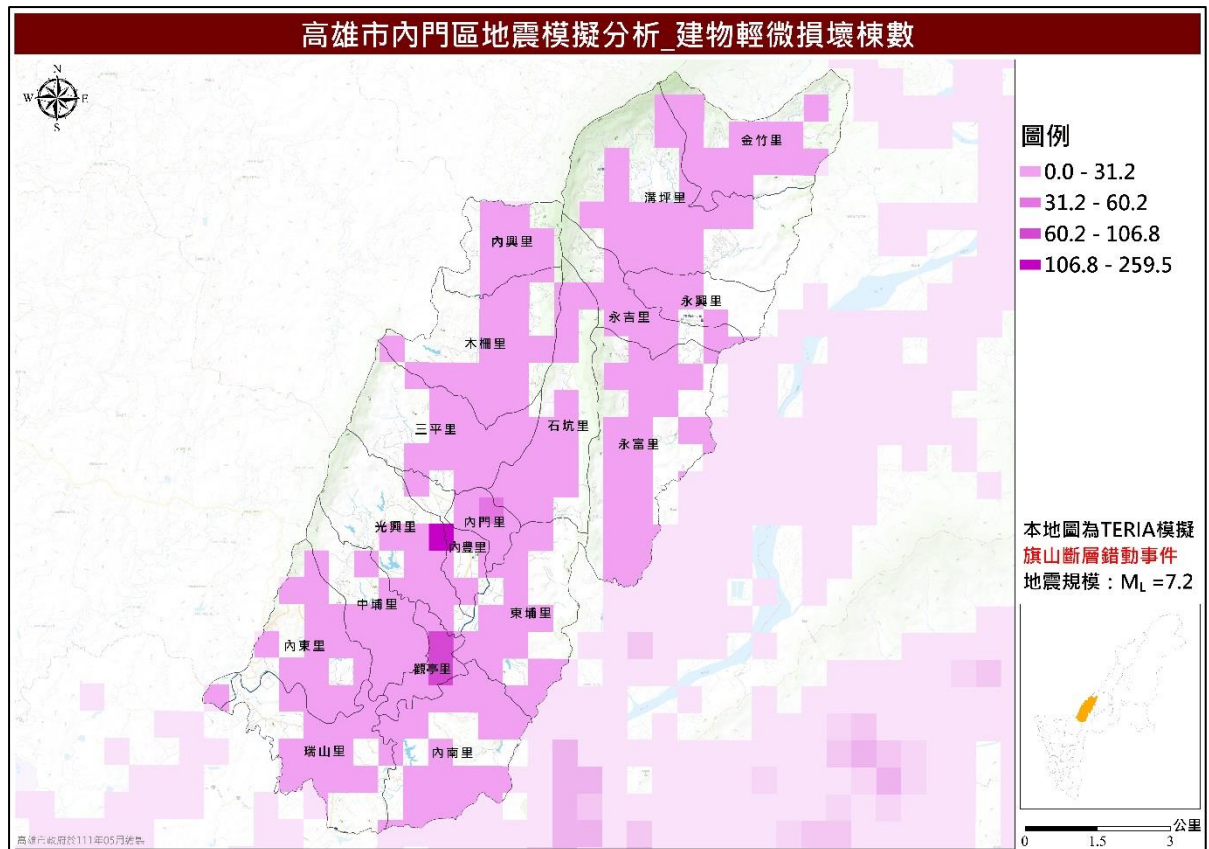 高雄市內門區地震模擬分析_建物輕微損壞棟數
N
W
E
S
圖例
0.0 - 31.2
31.2 - 60.2
60.2 - 106.8
106.8 - 259.5
金竹里
溝坪里
內興里
永興里
永吉里
木柵里
石坑里
三平里
永富里
內門里
光興里
內豐里
中埔里
東埔里
內東里
觀亭里
瑞山里
內南里
本地圖為TERIA模擬
旗山斷層錯動事件
地震規模：ML =7.2
公里
0 1.5 3
高雄市政府於111年05月繪製